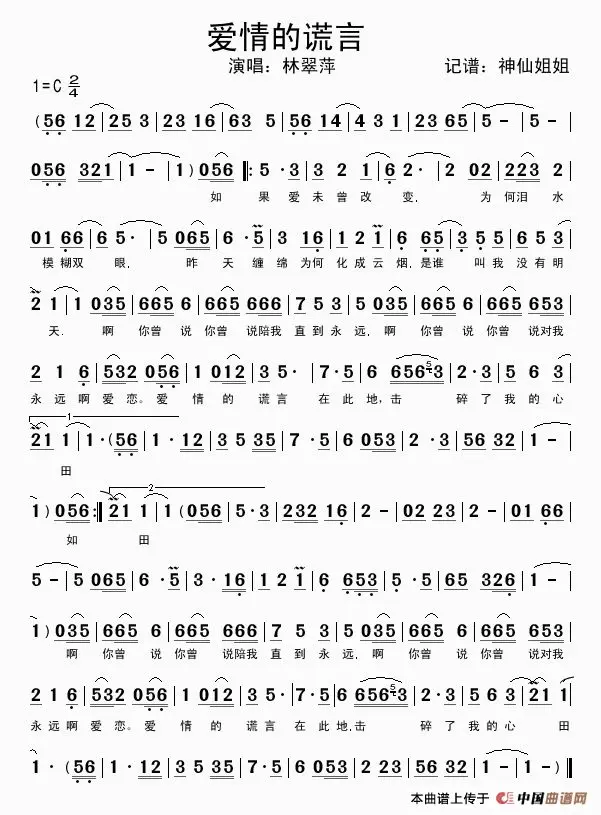 爱情的谎言
演唱：林翠萍 记谱：神仙姐姐
1=C 2/4
(56 12 | 25 3 | 23 16 | 63 5 | 56 14 | 4 31 | 23 65 | 5 - | 5 - |
056 321 | 1 - | 1) 056 |: 5 ·3 | 3 2 1 | 6 2· | 2 02 | 223 2 |
如 果 爱 未 曾 改 变, 为 何泪 水
01 66 | 6 5· | 5 065 | 6 ·5 | 3 16 | 1 2 1 | 6 65 | 3 5 5 | 6 5 3 |
模糊双 眼, 昨 天 缠 绵 为何 化 成 云 烟,是谁 叫 我 没 有 明
2 1 | 1 035 | 665 6 | 665 665 | 665 666 | 7 5 3 | 5 035 | 665 6 | 665 665 | 665 653 |
天. 啊 你曾 说 你曾 说陪我 直 到 永 远, 啊 你曾 说 你曾 说对我
2 1 6 | 532 056 | 1 012 | 3 5· | 7·5 | 6 656 53 | 2·3 | 5 6 3 |
永 远 啊 爱 恋。爱 情 的 谎 言 在 此 地,击 碎 了 我 的 心
1
21 1 | 1·(56 | 1 ·12 | 3 5 35 | 7 ·5 | 6 053 | 2 ·3 | 56 32 | 1 - |
田
2
1) 056 :| 21 1 | 1 (056 | 5·3 | 232 16 | 2 - | 02 23 | 2 - | 01 66 |
如 田
5 - | 5 065 | 6 ·5 | 3 ·16 | 1 2 1 | 6 653 | 5 65 | 35 326 | 1 - |
1) 035 | 665 6 | 665 665 | 665 666 | 7 5 3 | 5 035 | 665 6 | 665 665 | 665 653 |
啊 你曾 说 你曾 说陪我 直 到 永 远, 啊 你曾 说 你曾 说对我
2 1 6 | 532 056 | 1 012 | 3 5· | 7·5 | 6 656 53 | 2·3 | 5 6 3 | 21 1 |
永 远 啊 爱 恋。爱 情 的 谎 言 在 此 地,击 碎 了 我 的 心 田
1 · (56 | 1 ·12 | 3 5 35 | 7 ·5 | 6 053 | 2 ·3 | 56 32 | 1 - | 1 - )||
本曲谱上传于 中国曲谱网